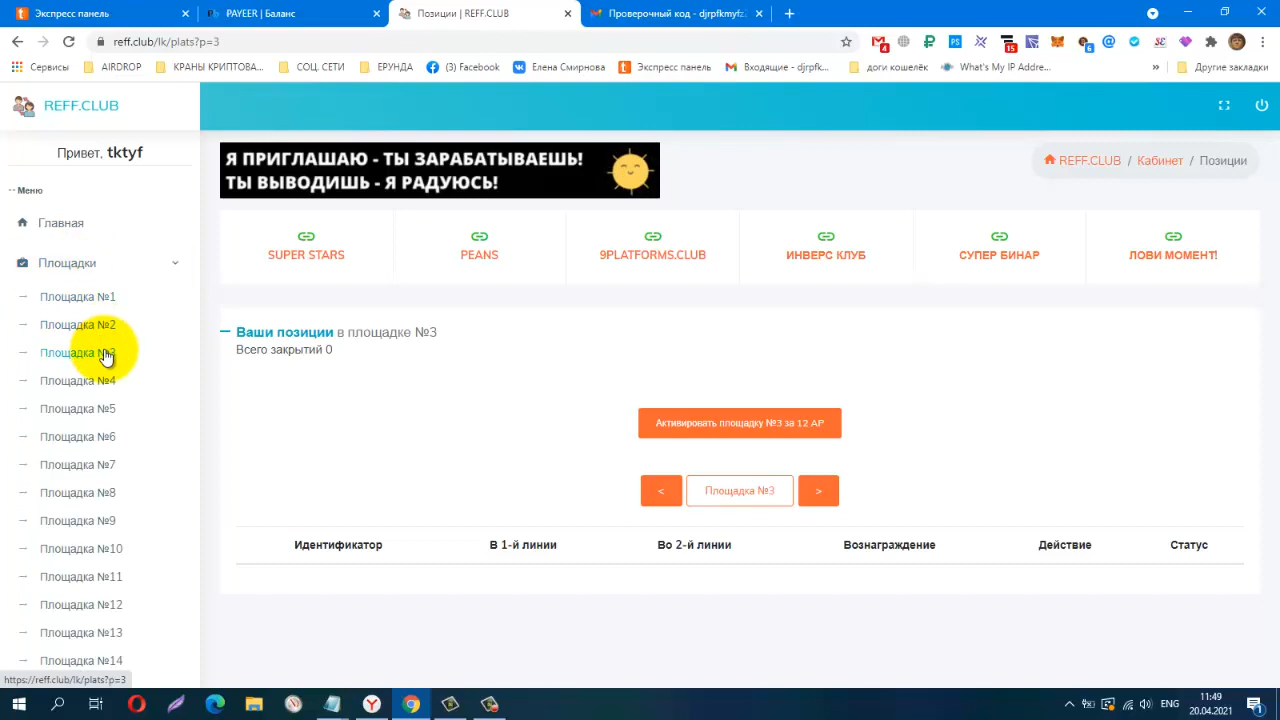 Экспресс панель
PAYEER | Баланс
Позиции | REFF.CLUB
Проверочный код - djrpfkmyfz
reff.club/lk/plats?p=3
Сервисы
AIRDROP
КРАНЫ КРИПТОВА...
СОЦ. СЕТИ
ЕРУНДА
(3) Facebook
Елена Смирнова
Экспресс панель
Входящие - djrpfk...
доги кошелёк
What's My IP Addre...
»
Другие закладки
REFF.CLUB
Привет, tktyf
-- Меню
Главная
Площадки
Площадка №1
Площадка №2
Площадка №3
Площадка №4
Площадка №5
Площадка №6
Площадка №7
Площадка №8
Площадка №9
Площадка №10
Площадка №11
Площадка №12
Площадка №13
Площадка №14
Я ПРИГЛАШАЮ - ТЫ ЗАРАБАТЫВАЕШЬ!
ТЫ ВЫВОДИШЬ - Я РАДУЮСЬ!
REFF.CLUB / Кабинет / Позиции
SUPER STARS
PEANS
9PLATFORMS.CLUB
ИНВЕРС КЛУБ
СУПЕР БИНАР
ЛОВИ МОМЕНТ!
Ваши позиции в площадке №3
Всего закрытий 0
Активировать площадку №3 за 12 АР
< Площадка №3 >
Идентификатор В 1-й линии Во 2-й линии Вознаграждение Действие Статус
https://reff.club/lk/plats?p=3
ENG
11:49
20.04.2021